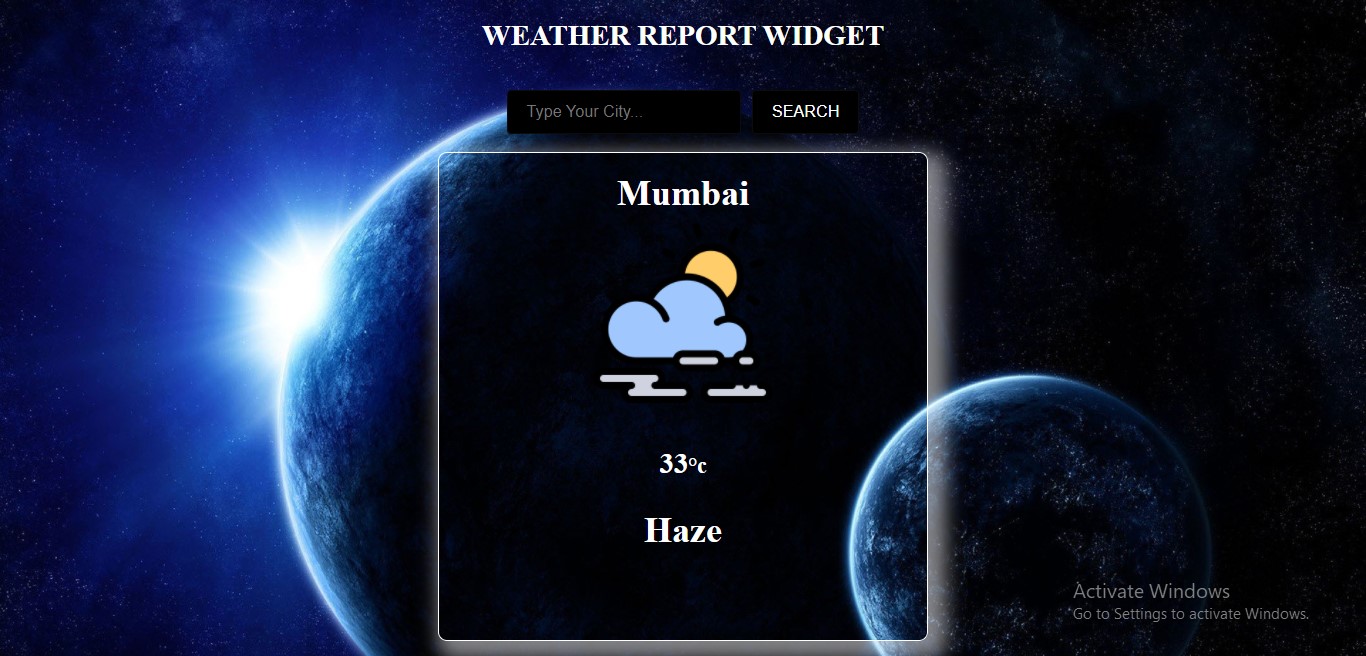 WEATHER REPORT WIDGET
Type Your City...
SEARCH
Mumbai
33°c
Haze
Activate Windows
Go to Settings to activate Windows.